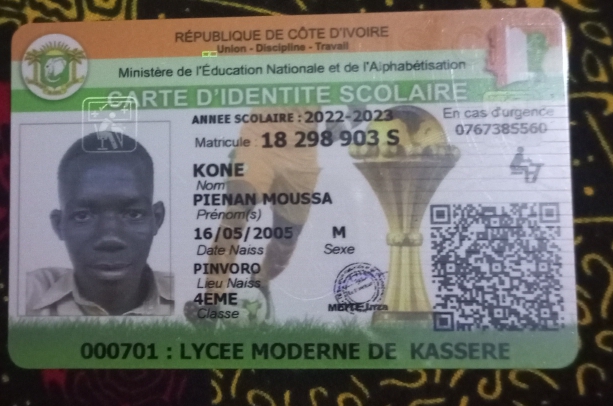 RÉPUBLIQUE DE CÔTE D'IVOIRE
Union - Discipline - Travail
Ministère de l'Éducation Nationale et de l'Alphabétisation
CARTE D'IDENTITE SCOLAIRE
ANNEE SCOLAIRE : 2022-2023
En cas d'urgence
0767385560
Matricule : 18 298 903 S
KONE
Nom
PIENAN MOUSSA
Prénom(s)
16/05/2005 M
Date Naiss Sexe
PINVORO
Lieu Naiss
4EME
Classe
000701 : LYCEE MODERNE DE KASSERE